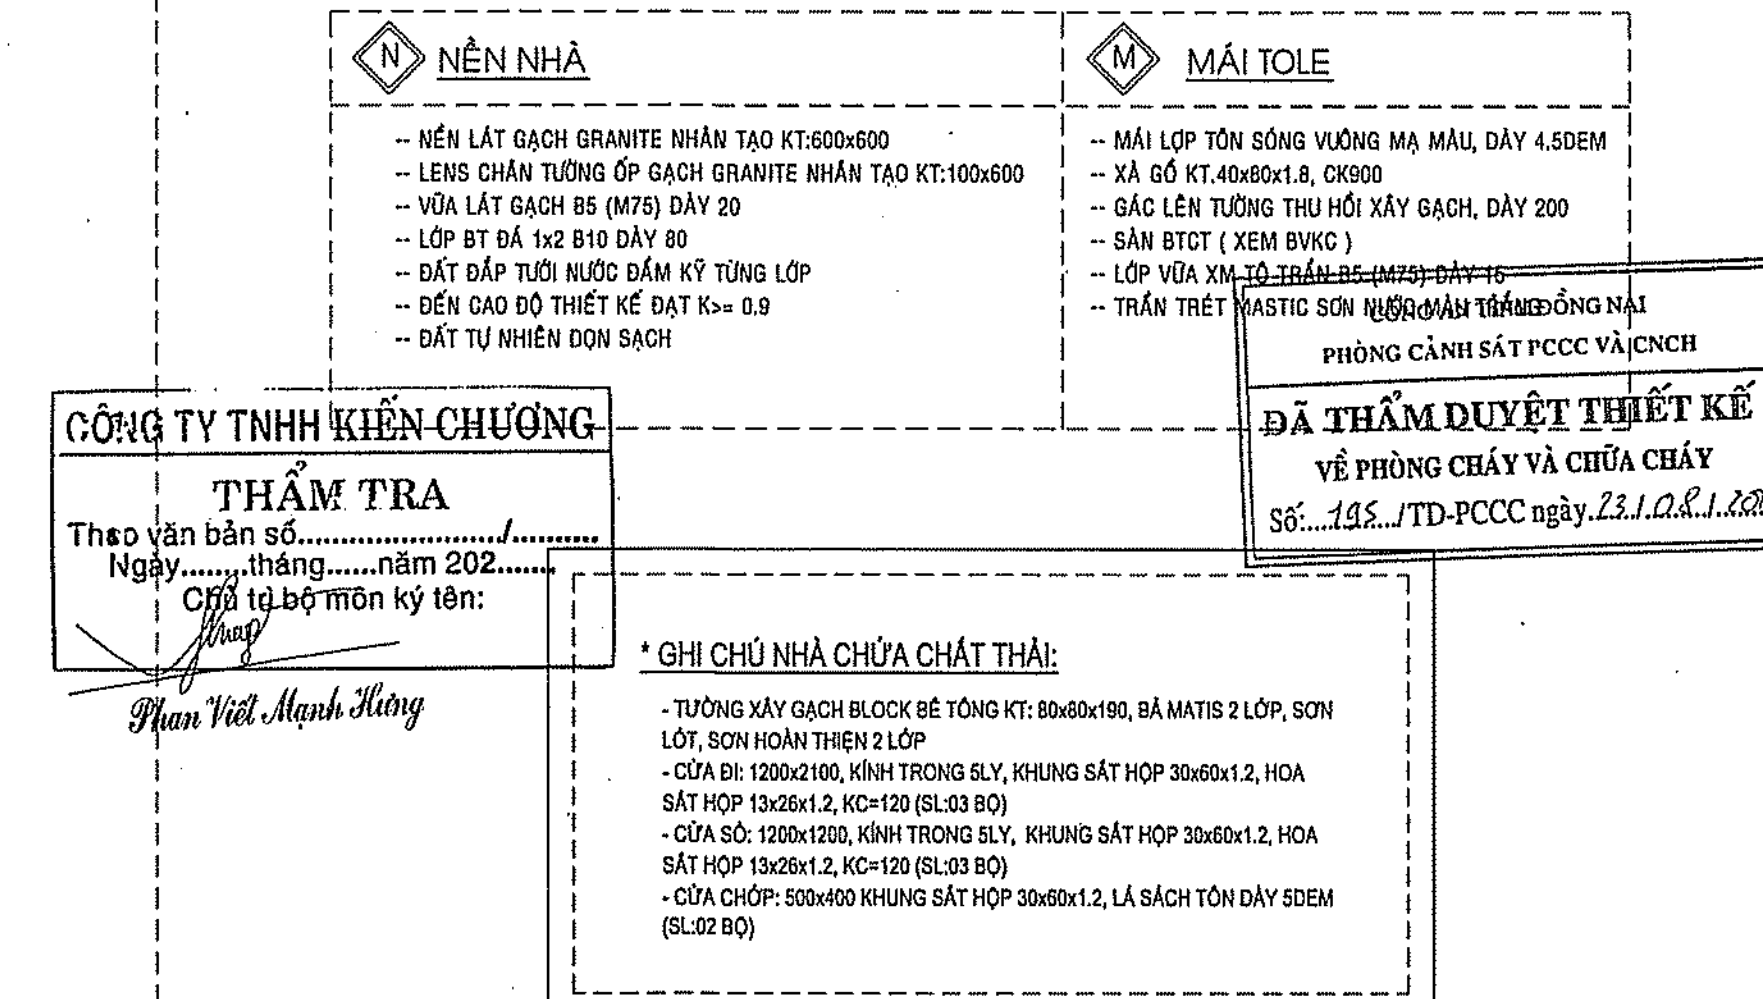 N NỀN NHÀ
-- NỀN LÁT GẠCH GRANITE NHÂN TẠO KT:600x600
-- LENS CHÂN TƯỜNG ỐP GẠCH GRANITE NHÂN TẠO KT:100x600
-- VỮA LÁT GẠCH B5 (M75) DÀY 20
-- LỚP BT ĐÁ 1x2 B10 DÀY 80
-- ĐẤT ĐẮP TƯỚI NƯỚC ĐẦM KỸ TỪNG LỚP
-- ĐẾN CAO ĐỘ THIẾT KẾ ĐẠT K>= 0.9
-- ĐẤT TỰ NHIÊN DỌN SẠCH
M MÁI TOLE
-- MÁI LỢP TÔN SÓNG VUÔNG MẠ MÀU, DÀY 4.5DEM
-- XÀ GỒ KT.40x80x1.8, CK900
-- GÁC LÊN TƯỜNG THU HỒI XÂY GẠCH, DÀY 200
-- SÀN BTCT ( XEM BVKC )
-- LỚP VỮA XM TÔ TRẦN B5 (M75) DÀY 15
-- TRẦN TRÉT MASTIC SƠN NƯỚC MÀU TRẮNG
CÔNG AN TỈNH ĐỒNG NAI
PHÒNG CẢNH SÁT PCCC VÀ CNCH
ĐÃ THẨM DUYỆT THIẾT KẾ
VỀ PHÒNG CHÁY VÀ CHỮA CHÁY
Số:...195.../TD-PCCC ngày.23./.08./.20
CÔNG TY TNHH KIẾN CHƯƠNG
THẨM TRA
Theo văn bản số......................../..........
Ngày........tháng......năm 202.......
Chủ trì bộ môn ký tên:
Phan Viết Mạnh Hưng
* GHI CHÚ NHÀ CHỨA CHẤT THẢI:
- TƯỜNG XÂY GẠCH BLOCK BÊ TÔNG KT: 80x80x190, BẢ MATIS 2 LỚP, SƠN
LÓT, SƠN HOÀN THIỆN 2 LỚP
- CỬA ĐI: 1200x2100, KÍNH TRONG 5LY, KHUNG SẮT HỘP 30x60x1.2, HOA
SẮT HỘP 13x26x1.2, KC=120 (SL:03 BỘ)
- CỬA SỔ: 1200x1200, KÍNH TRONG 5LY, KHUNG SẮT HỘP 30x60x1.2, HOA
SẮT HỘP 13x26x1.2, KC=120 (SL:03 BỘ)
- CỬA CHỚP: 500x400 KHUNG SẮT HỘP 30x60x1.2, LÁ SÁCH TÔN DÀY 5DEM
(SL:02 BỘ)